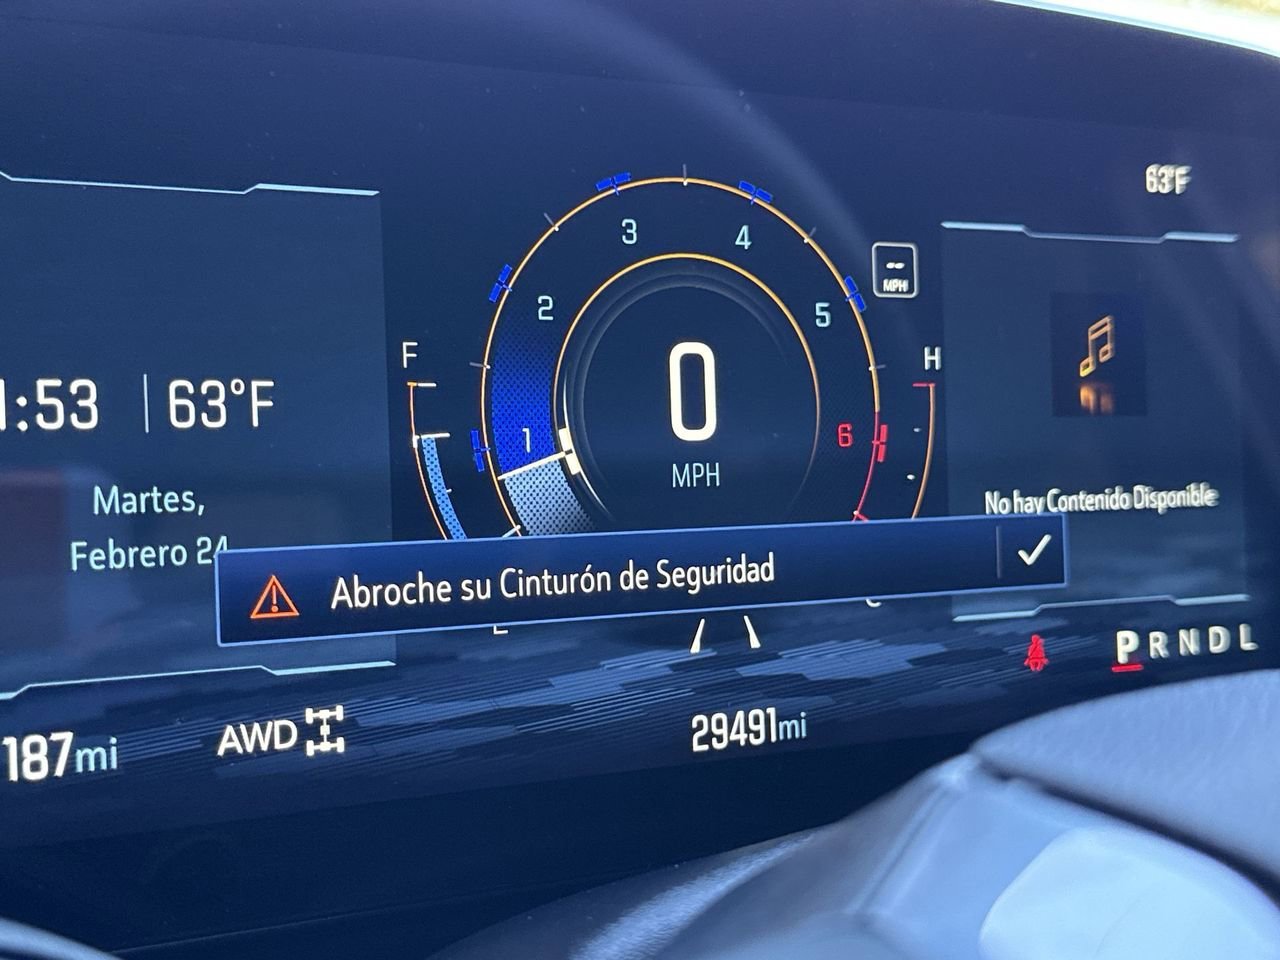 63°F
3
4
2
5
--
MPH
F
H
:53
63°F
0
1
6
MPH
Martes,
Febrero 24
No hay Contenido Disponible
Abroche su Cinturón de Seguridad
P R N D L
187mi
AWD
29491mi